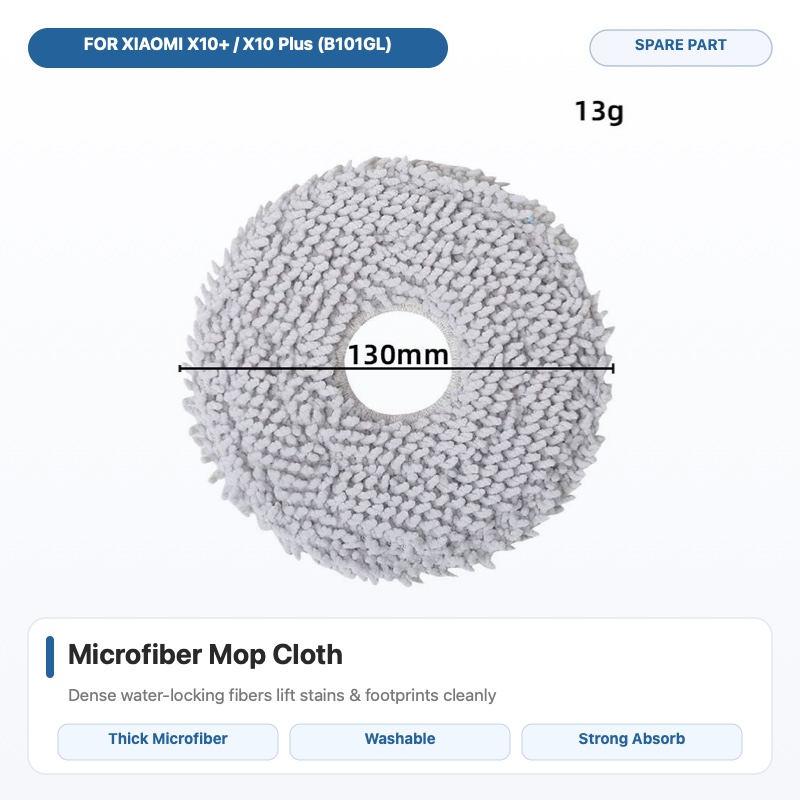 FOR XIAOMI X10+ / X10 Plus (B101GL)
SPARE PART
13g
130mm
Microfiber Mop Cloth
Dense water-locking fibers lift stains & footprints cleanly
Thick Microfiber
Washable
Strong Absorb